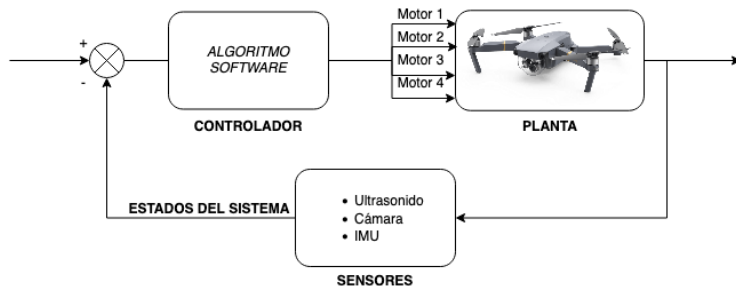 Motor 1
+
ALGORITMO
SOFTWARE
Motor 2
Motor 3
-
Motor 4
CONTROLADOR
PLANTA
ESTADOS DEL SISTEMA
• Ultrasonido
• Cámara
• IMU
SENSORES